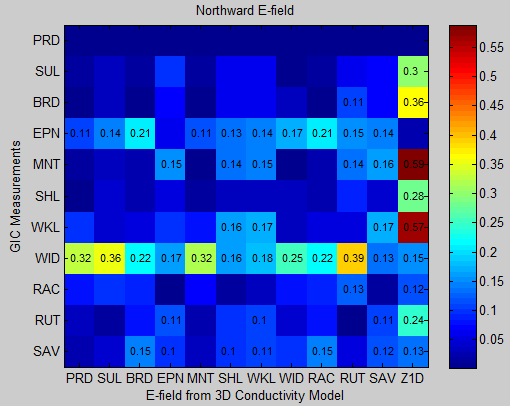 Northward E-field
PRD
SUL 0.3
BRD 0.11 0.36
EPN 0.11 0.14 0.21 0.11 0.13 0.14 0.17 0.21 0.15 0.14
MNT 0.15 0.14 0.15 0.14 0.16 0.59
SHL 0.28
WKL 0.16 0.17 0.17 0.57
WID 0.32 0.36 0.22 0.17 0.32 0.16 0.18 0.25 0.22 0.39 0.13 0.15
RAC 0.13 0.12
RUT 0.11 0.1 0.11 0.24
SAV 0.15 0.1 0.1 0.11 0.15 0.12 0.13
PRD SUL BRD EPN MNT SHL WKL WID RAC RUT SAV Z1D
E-field from 3D Conductivity Model
GIC Measurements
0.55
0.5
0.45
0.4
0.35
0.3
0.25
0.2
0.15
0.1
0.05